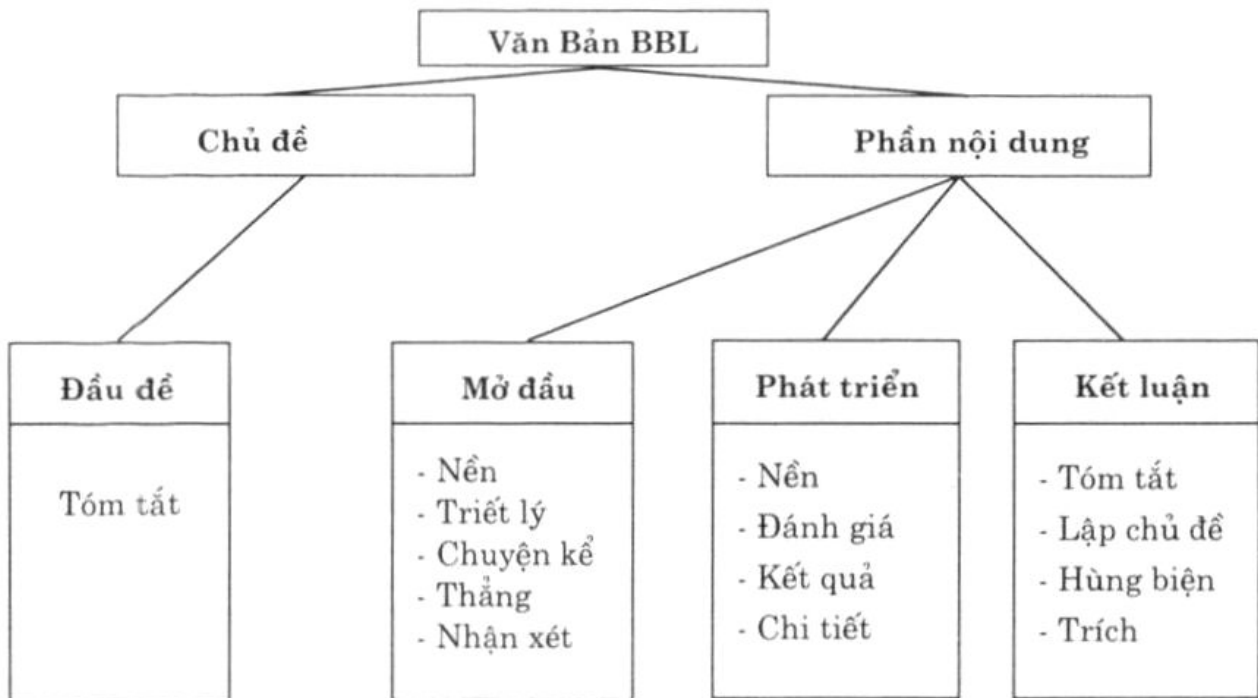 Văn Bản BBL
Chủ đề
Phần nội dung
Đầu đề
Tóm tắt
Mở đầu
- Nền
- Triết lý
- Chuyện kể
- Thẳng
- Nhận xét
Phát triển
- Nền
- Đánh giá
- Kết quả
- Chi tiết
Kết luận
- Tóm tắt
- Lập chủ đề
- Hùng biện
- Trích